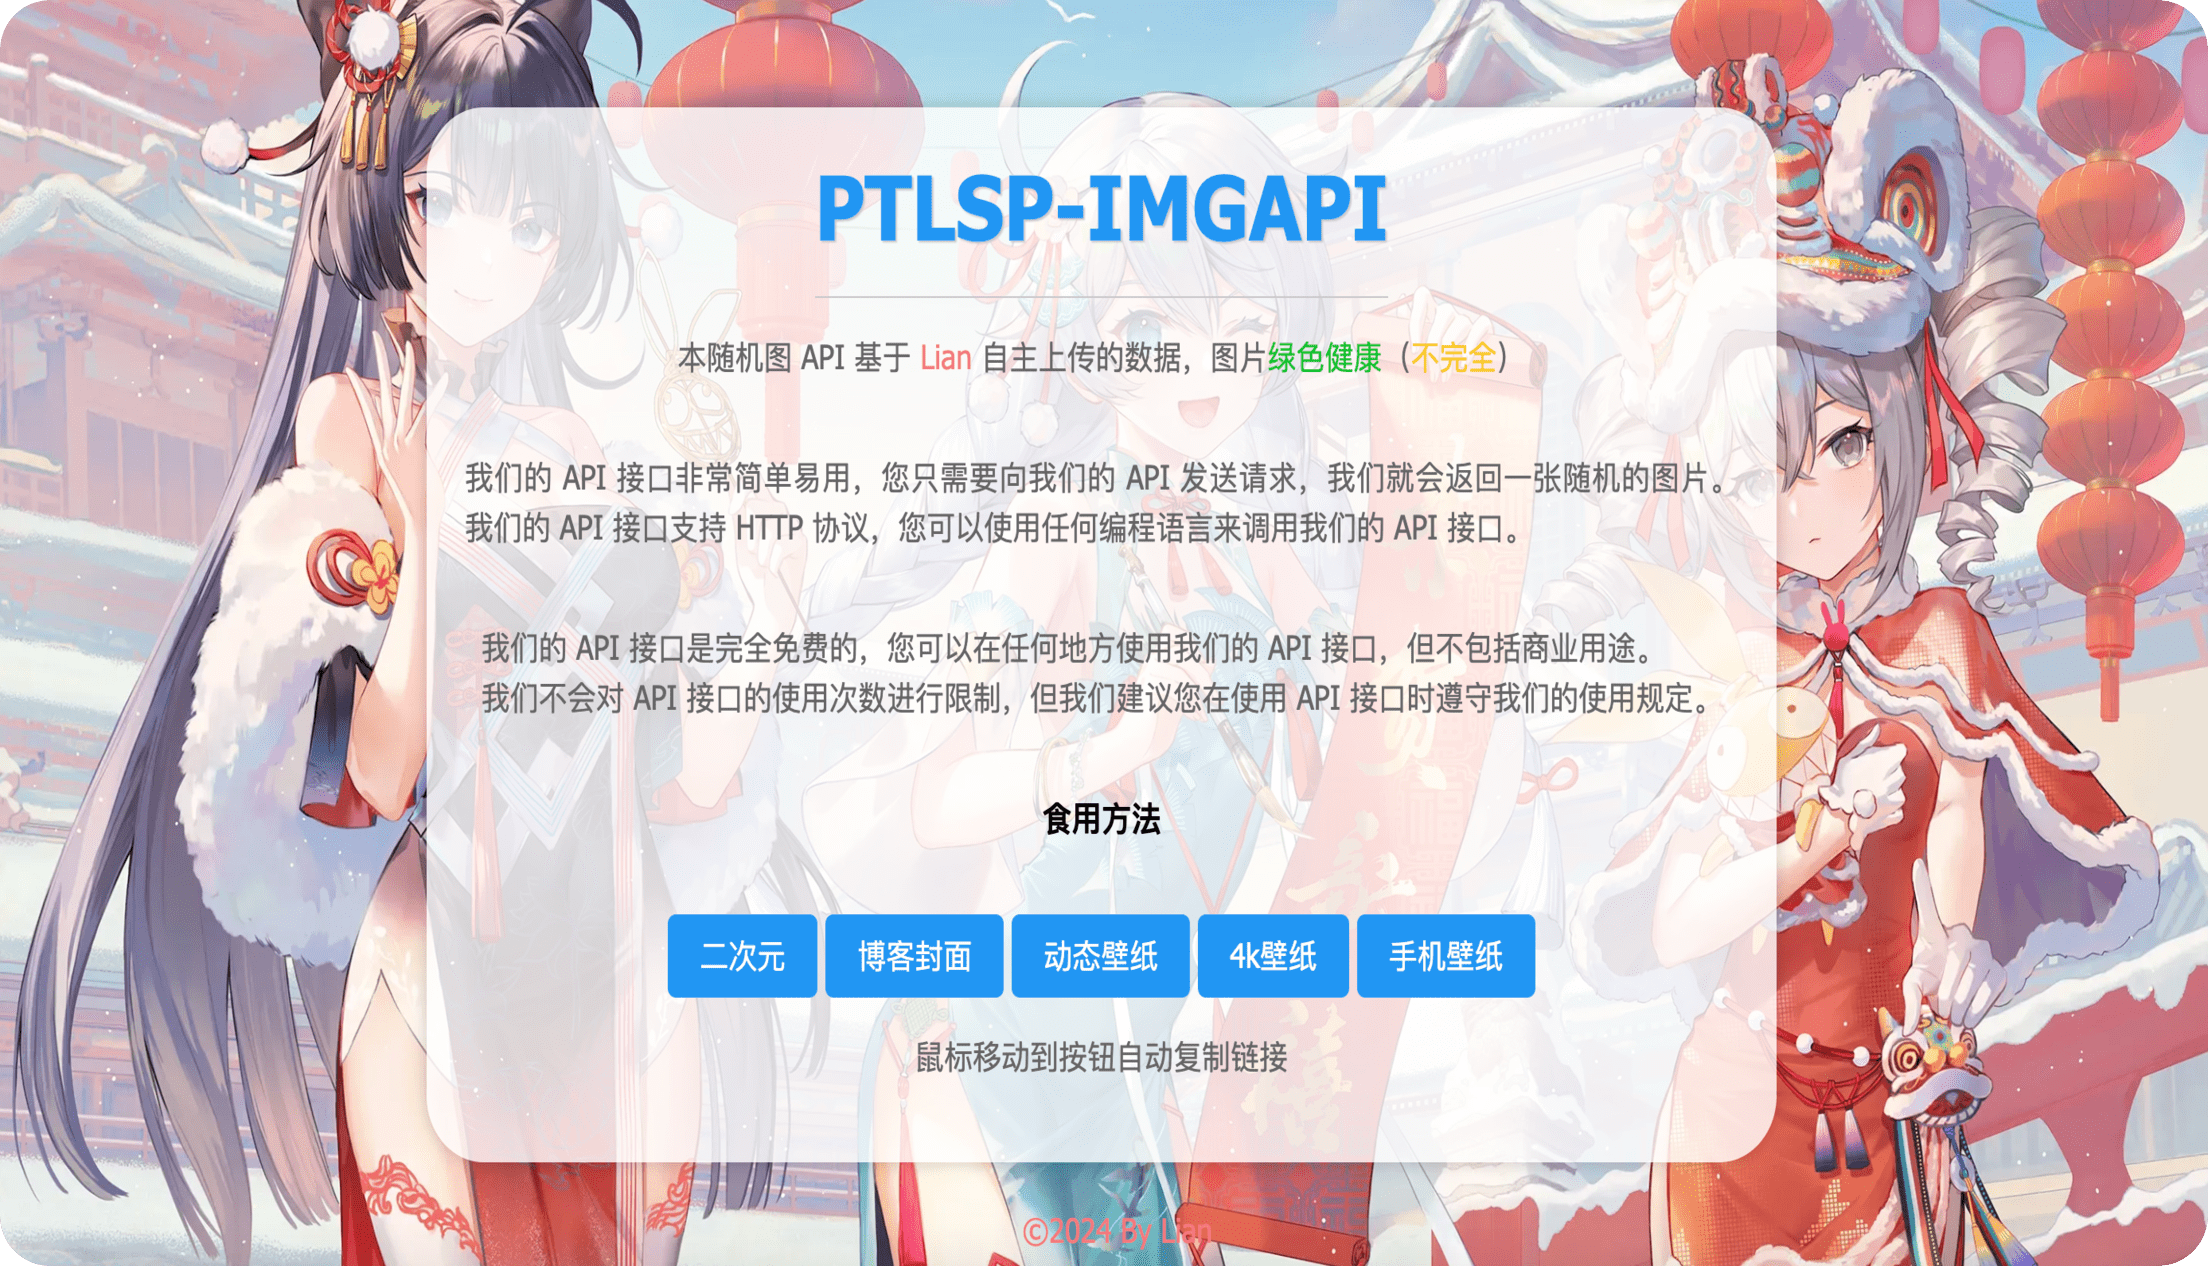 PTLSP-IMGAPI
本随机图 API 基于 Lian 自主上传的数据，图片绿色健康（不完全）
我们的 API 接口非常简单易用，您只需要向我们的 API 发送请求，我们就会返回一张随机的图片。
我们的 API 接口支持 HTTP 协议，您可以使用任何编程语言来调用我们的 API 接口。
我们的 API 接口是完全免费的，您可以在任何地方使用我们的 API 接口，但不包括商业用途。
我们不会对 API 接口的使用次数进行限制，但我们建议您在使用 API 接口时遵守我们的使用规定。
食用方法
二次元 博客封面 动态壁纸 4k壁纸 手机壁纸
鼠标移动到按钮自动复制链接
©2024 By Lian